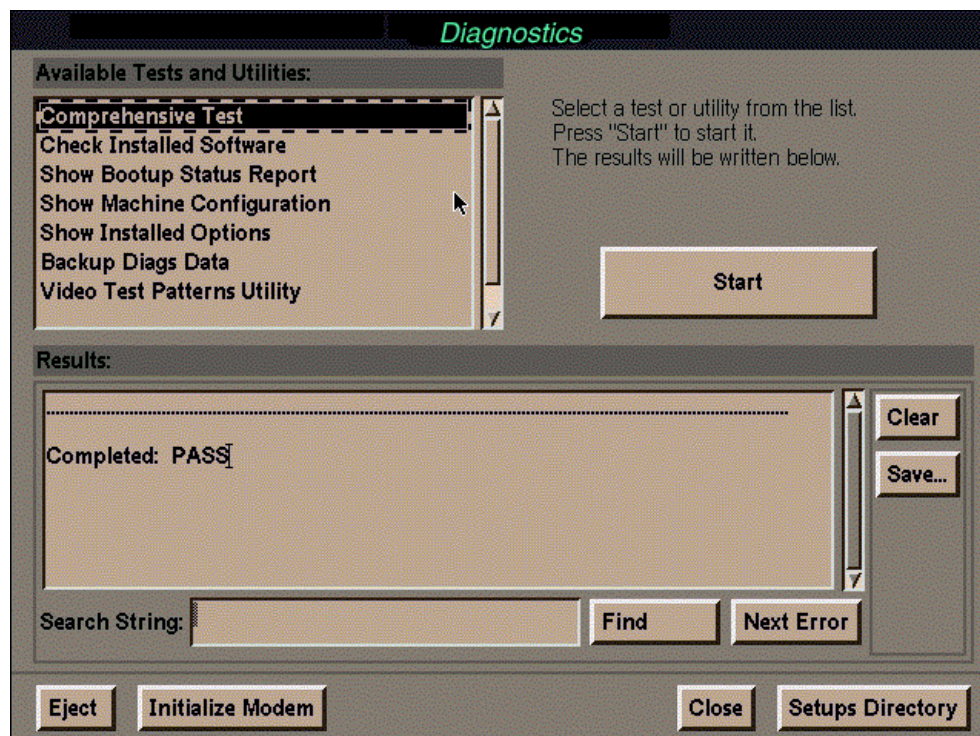 Diagnostics
Available Tests and Utilities:
Comprehensive Test
Check Installed Software
Show Bootup Status Report
Show Machine Configuration
Show Installed Options
Backup Diags Data
Video Test Patterns Utility
Select a test or utility from the list.
Press "Start" to start it.
The results will be written below.
Start
Results:
Completed: PASS
Clear
Save...
Search String:
Find
Next Error
Eject
Initialize Modem
Close
Setups Directory